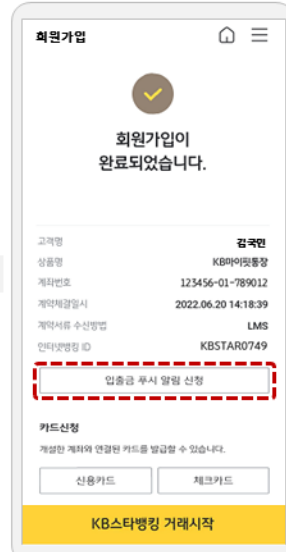 회원가입
회원가입이
완료되었습니다.
고객명 김국민
상품명 KB마이핏통장
계좌번호 123456-01-789012
계약체결일시 2022.06.20 14:18:39
계약서류 수신방법 LMS
인터넷뱅킹 ID KBSTAR0749
입출금 푸시 알림 신청
카드신청
개설한 계좌와 연결된 카드를 발급할 수 있습니다.
신용카드 체크카드
KB스타뱅킹 거래시작